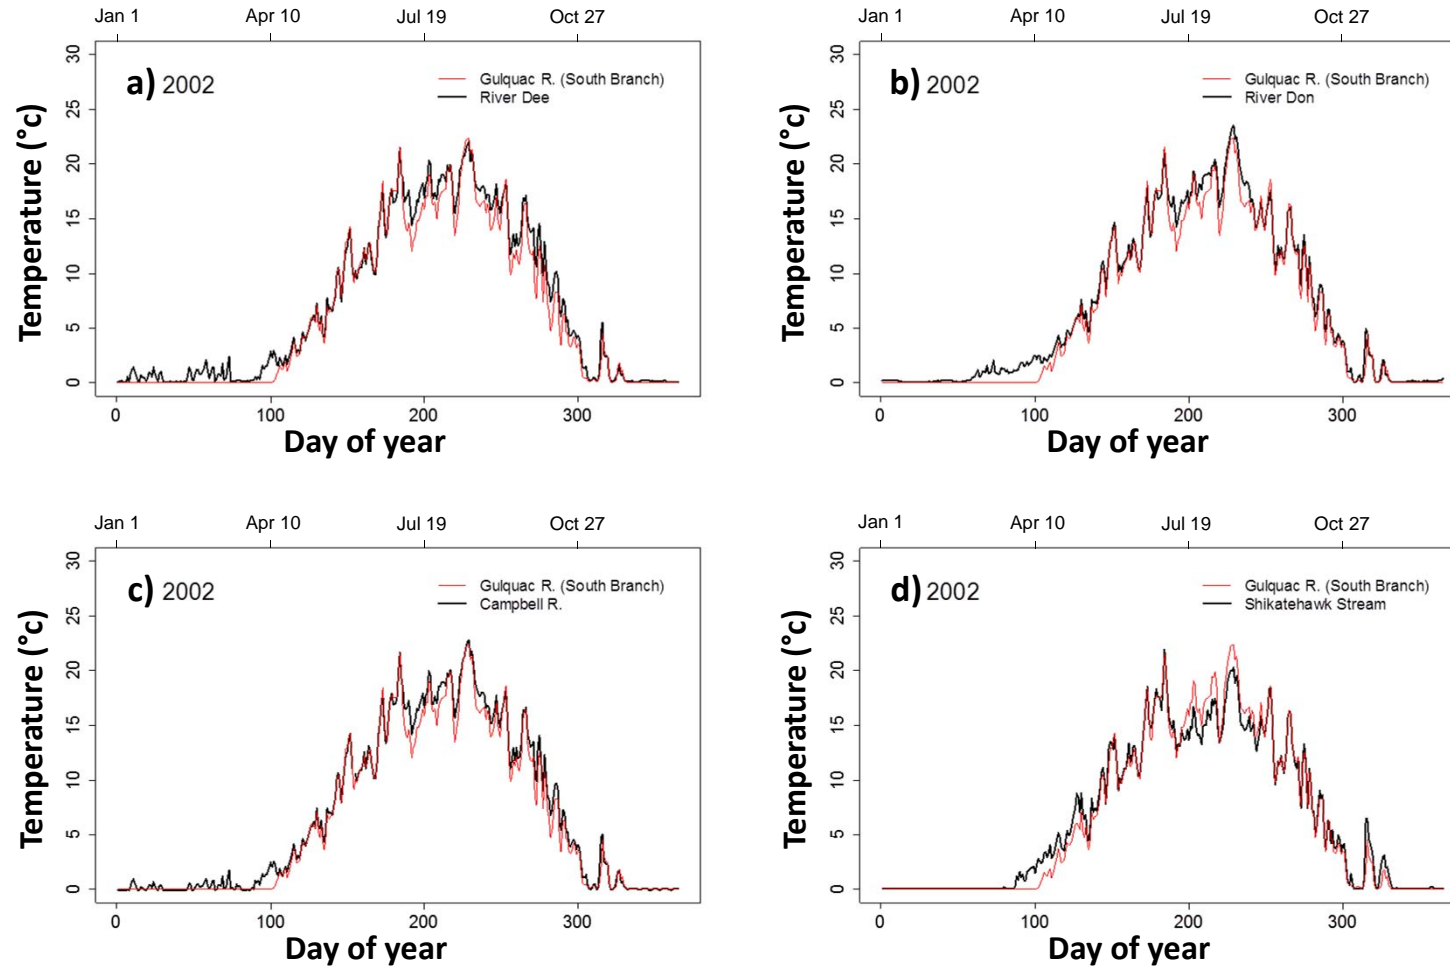 Jan 1 Apr 10 Jul 19 Oct 27
a) 2002
Gulquac R. (South Branch)
River Dee
Temperature (°c)
30
25
20
15
10
5
0
0 100 200 300
Day of year
Jan 1 Apr 10 Jul 19 Oct 27
b) 2002
Gulquac R. (South Branch)
River Don
Temperature (°c)
30
25
20
15
10
5
0
0 100 200 300
Day of year
Jan 1 Apr 10 Jul 19 Oct 27
c) 2002
Gulquac R. (South Branch)
Campbell R.
Temperature (°c)
30
25
20
15
10
5
0
0 100 200 300
Day of year
Jan 1 Apr 10 Jul 19 Oct 27
d) 2002
Gulquac R. (South Branch)
Shikatehawk Stream
Temperature (°c)
30
25
20
15
10
5
0
0 100 200 300
Day of year